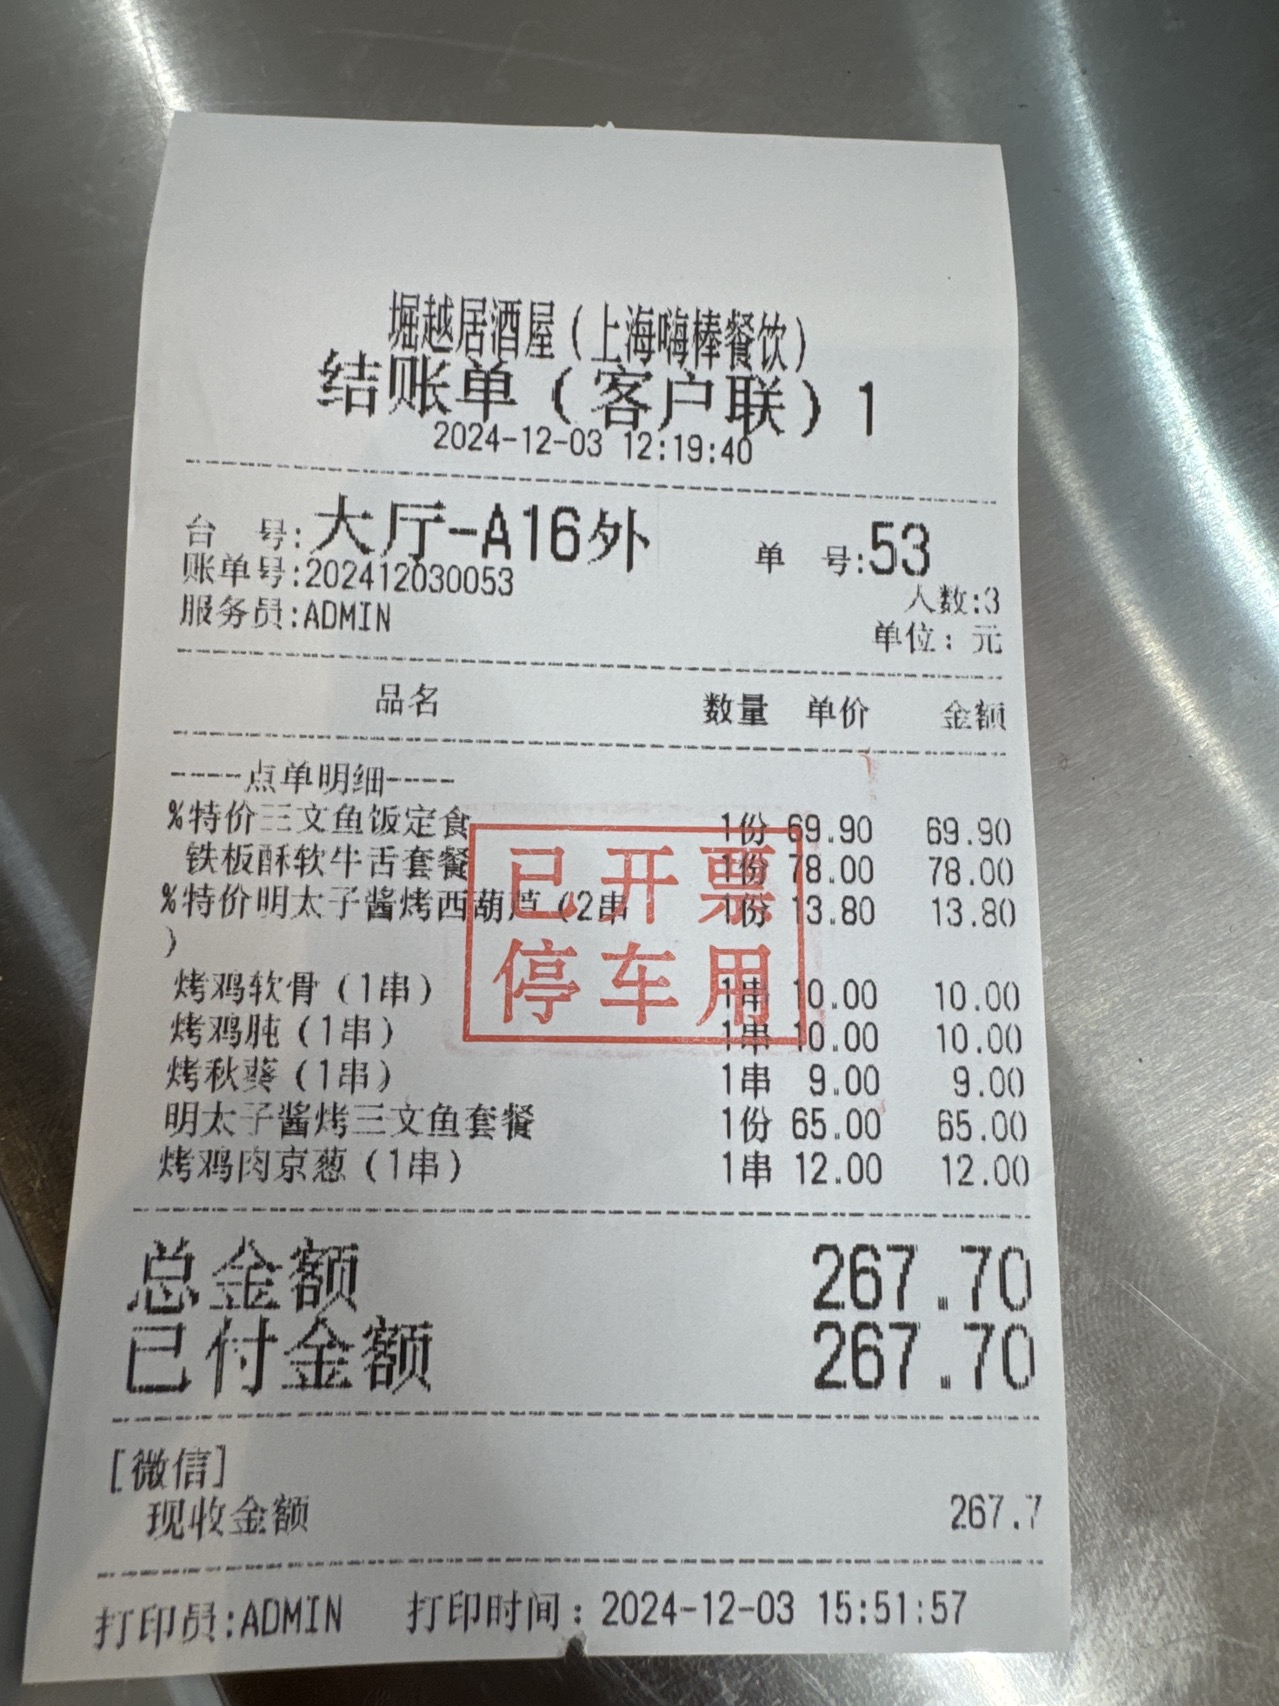 堀越居酒屋（上海嗨棒餐饮）
结账单（客户联）1
2024-12-03 12:19:40
台 号:大厅-A16外 单 号:53
账单号:202412030053
人数:3
服务员:ADMIN
单位：元
品名 数量 单价 金额
----点单明细----
%特价三文鱼饭定食 1份 69.90 69.90
铁板酥软牛舌套餐 1份 78.00 78.00
%特价明太子酱烤西葫芦（2串 1份 13.80 13.80
）
烤鸡软骨（1串） 1串 10.00 10.00
烤鸡肫（1串） 1串 10.00 10.00
烤秋葵（1串） 1串 9.00 9.00
明太子酱烤三文鱼套餐 1份 65.00 65.00
烤鸡肉京葱（1串） 1串 12.00 12.00
已开票
停车用
总金额 267.70
已付金额 267.70
[微信]
现收金额 267.7
打印员:ADMIN 打印时间：2024-12-03 15:51:57